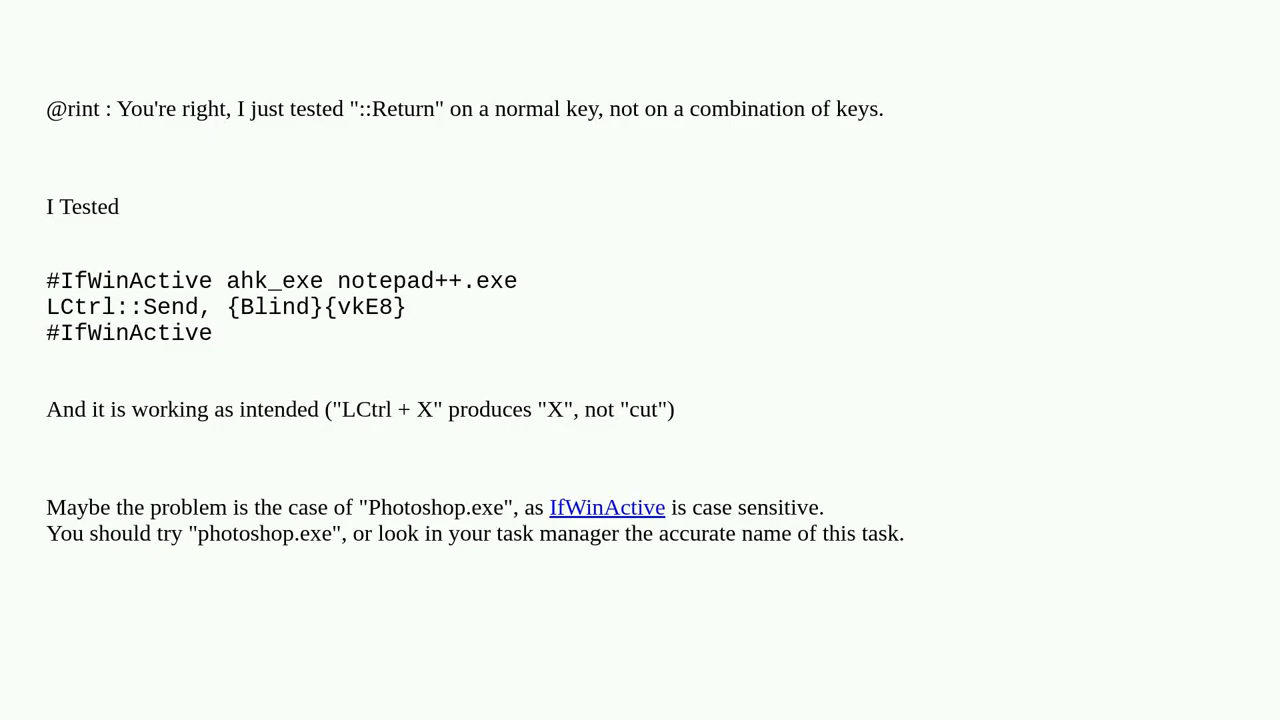 @rint : You're right, I just tested "::Return" on a normal key, not on a combination of keys.
I Tested
#IfWinActive ahk_exe notepad++.exe
LCtrl::Send, {Blind}{vkE8}
#IfWinActive
And it is working as intended ("LCtrl + X" produces "X", not "cut")
Maybe the problem is the case of "Photoshop.exe", as IfWinActive is case sensitive.
You should try "photoshop.exe", or look in your task manager the accurate name of this task.